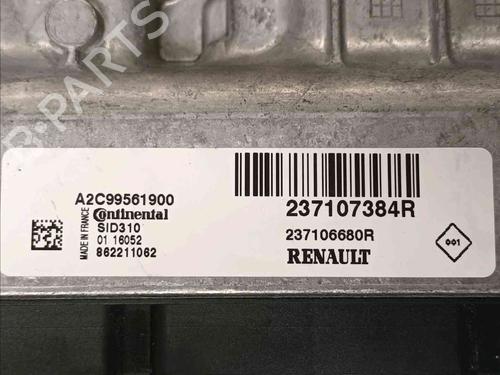 B-PARTS
A2C99561900
Continental
SID310
01 16052
862211062
MADE IN FRANCE
237107384R
237106680R
RENAULT
001